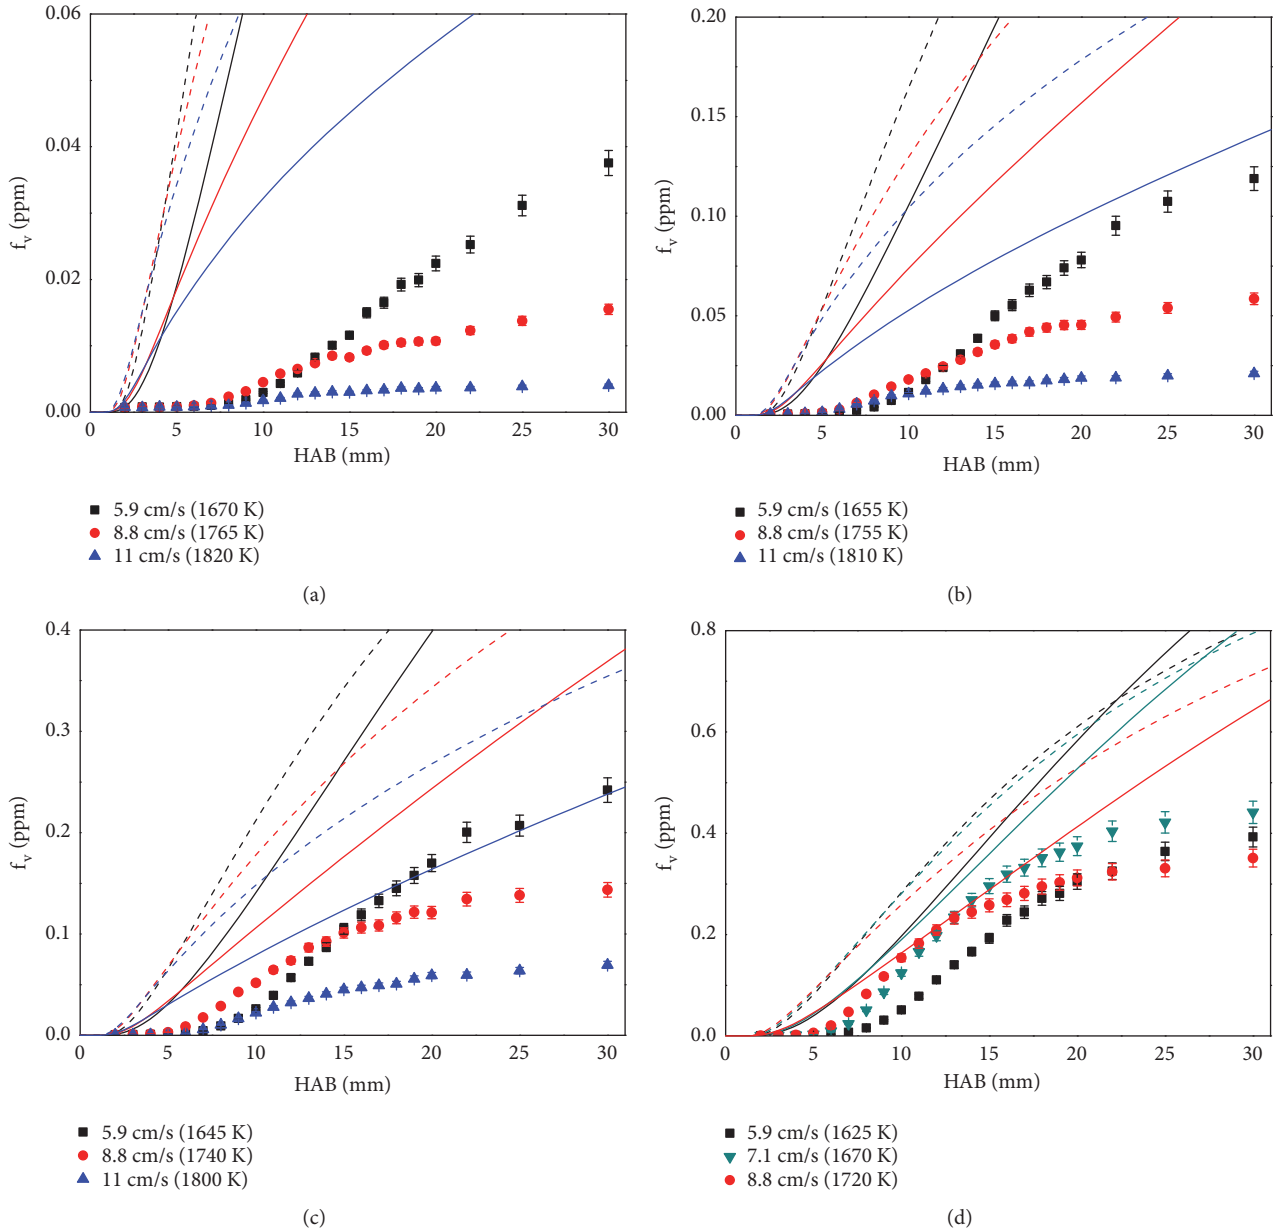 0.06
0.04
0.02
0.00
f_v (ppm)
0 5 10 15 20 25 30
HAB (mm)
5.9 cm/s (1670 K)
8.8 cm/s (1765 K)
11 cm/s (1820 K)
(a)
0.20
0.15
0.10
0.05
0.00
f_v (ppm)
0 5 10 15 20 25 30
HAB (mm)
5.9 cm/s (1655 K)
8.8 cm/s (1755 K)
11 cm/s (1810 K)
(b)
0.4
0.3
0.2
0.1
0.0
f_v (ppm)
0 5 10 15 20 25 30
HAB (mm)
5.9 cm/s (1645 K)
8.8 cm/s (1740 K)
11 cm/s (1800 K)
(c)
0.8
0.6
0.4
0.2
0.0
f_v (ppm)
0 5 10 15 20 25 30
HAB (mm)
5.9 cm/s (1625 K)
7.1 cm/s (1670 K)
8.8 cm/s (1720 K)
(d)